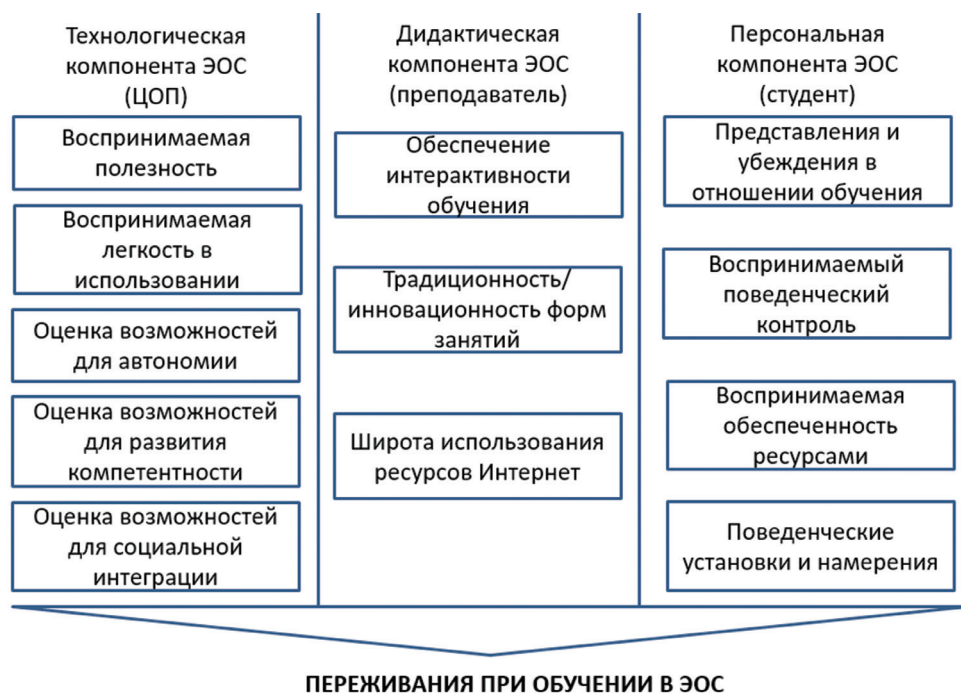 Технологическая
компонента ЭОС
(ЦОП)
Воспринимаемая
полезность
Воспринимаемая
легкость в
использовании
Оценка возможностей
для автономии
Оценка возможностей
для развития
компетентности
Оценка возможностей
для социальной
интеграции
Дидактическая
компонента ЭОС
(преподаватель)
Обеспечение
интерактивности
обучения
Традиционность/
инновационность форм
занятий
Широта использования
ресурсов Интернет
Персональная
компонента ЭОС
(студент)
Представления и
убеждения в
отношении обучения
Воспринимаемый
поведенческий
контроль
Воспринимаемая
обеспеченность
ресурсами
Поведенческие
установки и намерения
ПЕРЕЖИВАНИЯ ПРИ ОБУЧЕНИИ В ЭОС